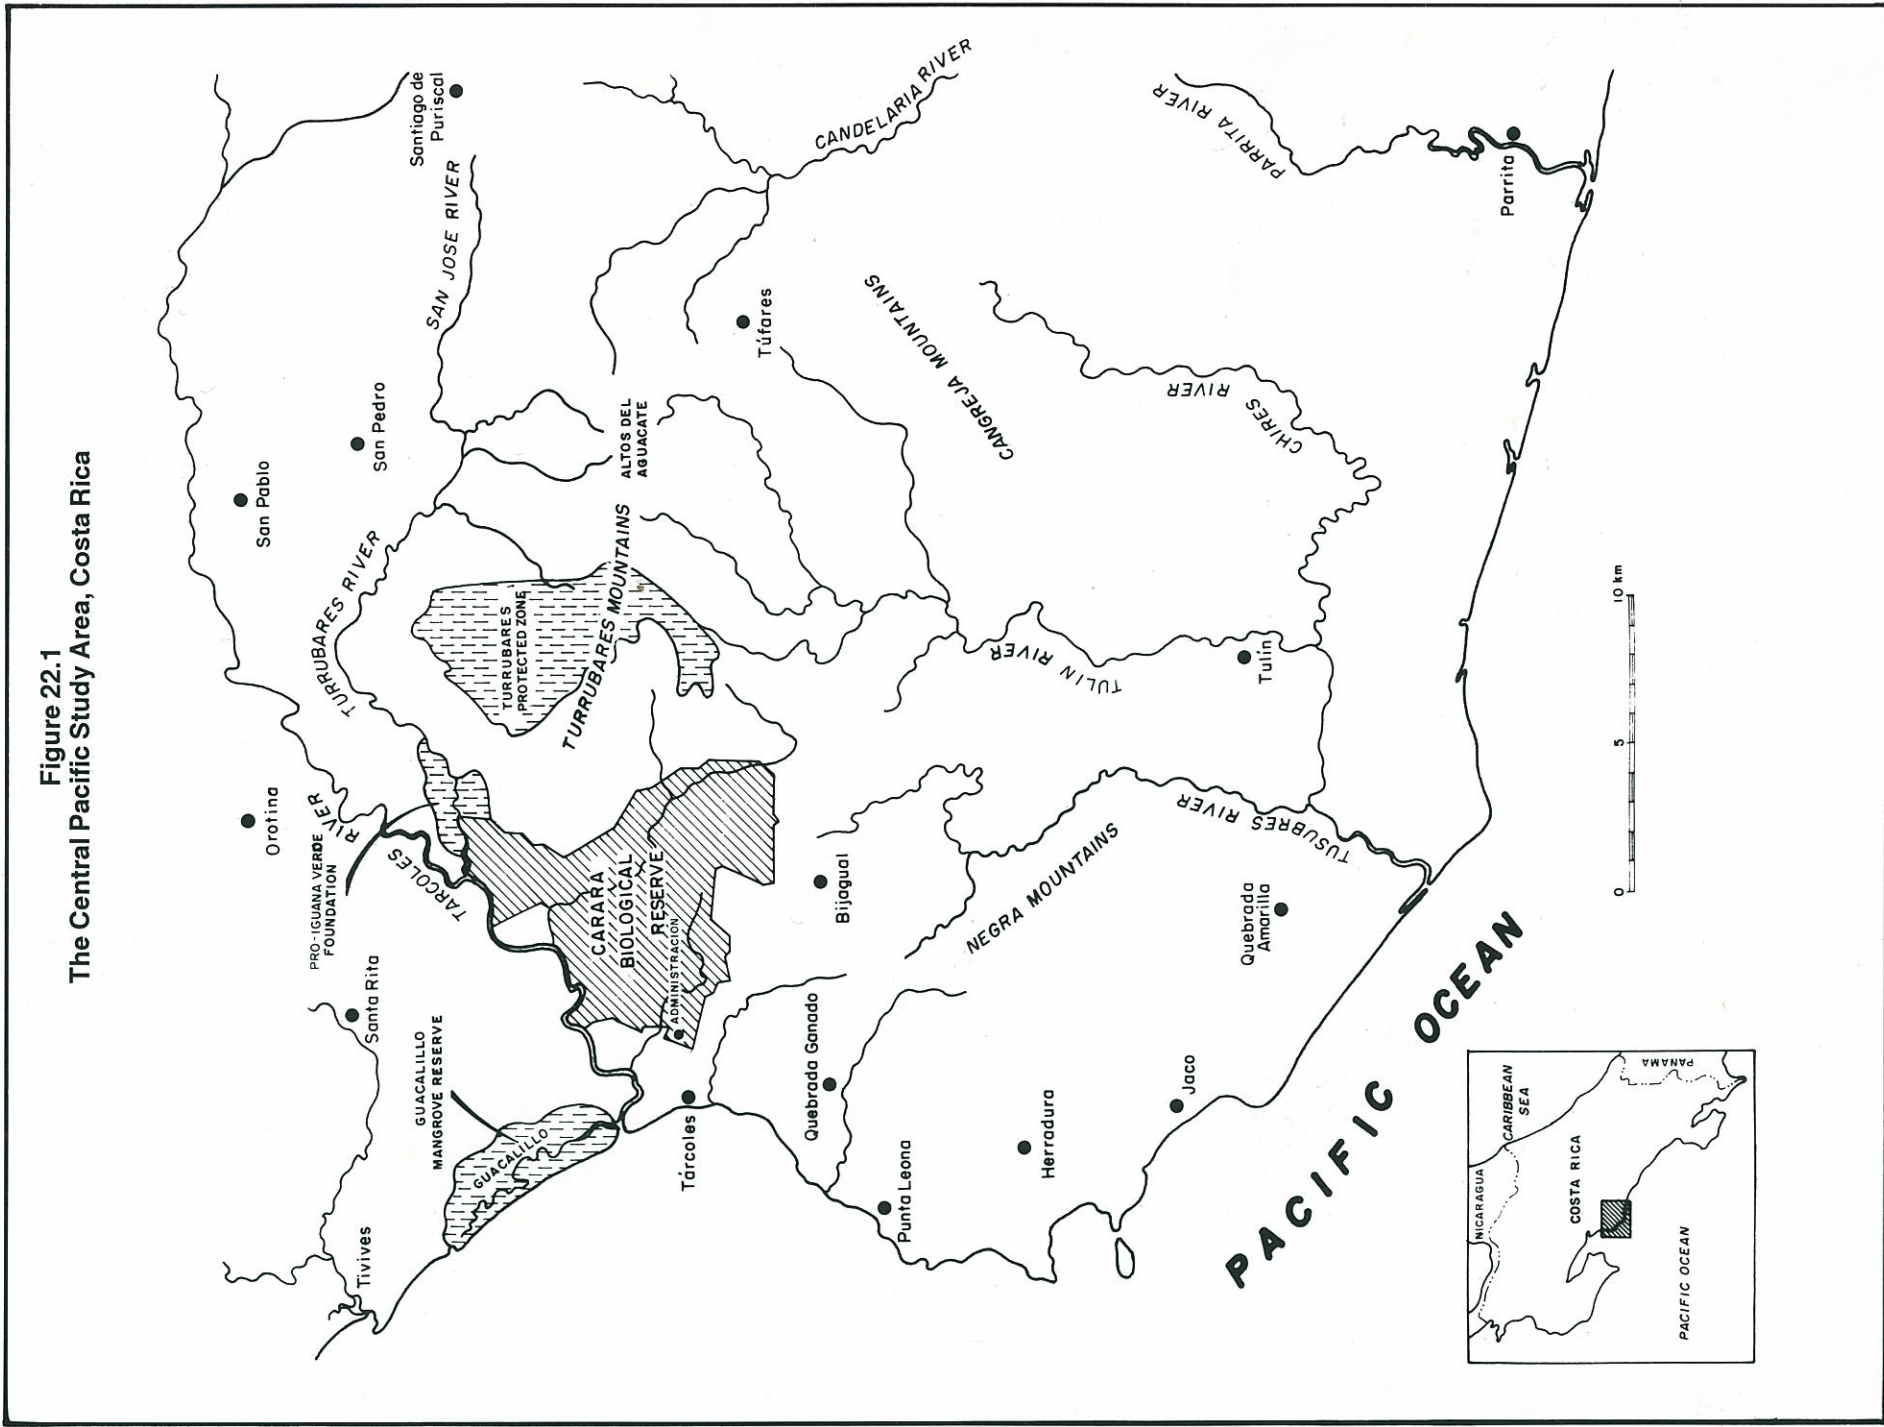 Figure 22.1
The Central Pacific Study Area, Costa Rica
Tivives
Santa Rita
Orotina
San Pablo
San Pedro
Santiago de
Puriscal
GUACALILLO
MANGROVE RESERVE
GUACALILLO
PRO-IGUANA VERDE
FOUNDATION
TARCOLES
RIVER
TURRUBARES RIVER
SAN JOSE RIVER
TURRUBARES
PROTECTED ZONE
TURRUBARES MOUNTAINS
ALTOS DEL
AGUACATE
CARARA
BIOLOGICAL
RESERVE
ADMINISTRACION
Tárcoles
Quebrada Ganado
Bijagual
Túfares
CANDELARIA RIVER
Punta Leona
CANGREJA MOUNTAINS
Herradura
NEGRA MOUNTAINS
TULIN RIVER
CHIRES
RIVER
PARRITA RIVER
Jaco
Quebrada
Amarilla
TUSUBRES RIVER
Tulín
Parrita
PACIFIC OCEAN
0
5
10 km
NICARAGUA
CARIBBEAN
SEA
COSTA RICA
PANAMA
PACIFIC OCEAN